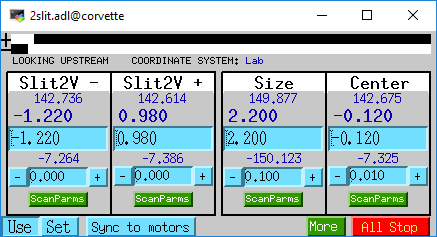 2slit.adl@corvette
LOOKING UPSTREAM COORDINATE SYSTEM: Lab
Slit2V - Slit2V + Size Center
142.736 142.614 149.877 142.675
-1.220 0.980 2.200 -0.120
-1.220 0.980 2.200 -0.120
-7.264 -7.386 -150.123 -7.325
- 0.000 + - 0.000 + - 0.100 + - 0.010 +
ScanParms ScanParms ScanParms ScanParms
Use Set Sync to motors More All Stop